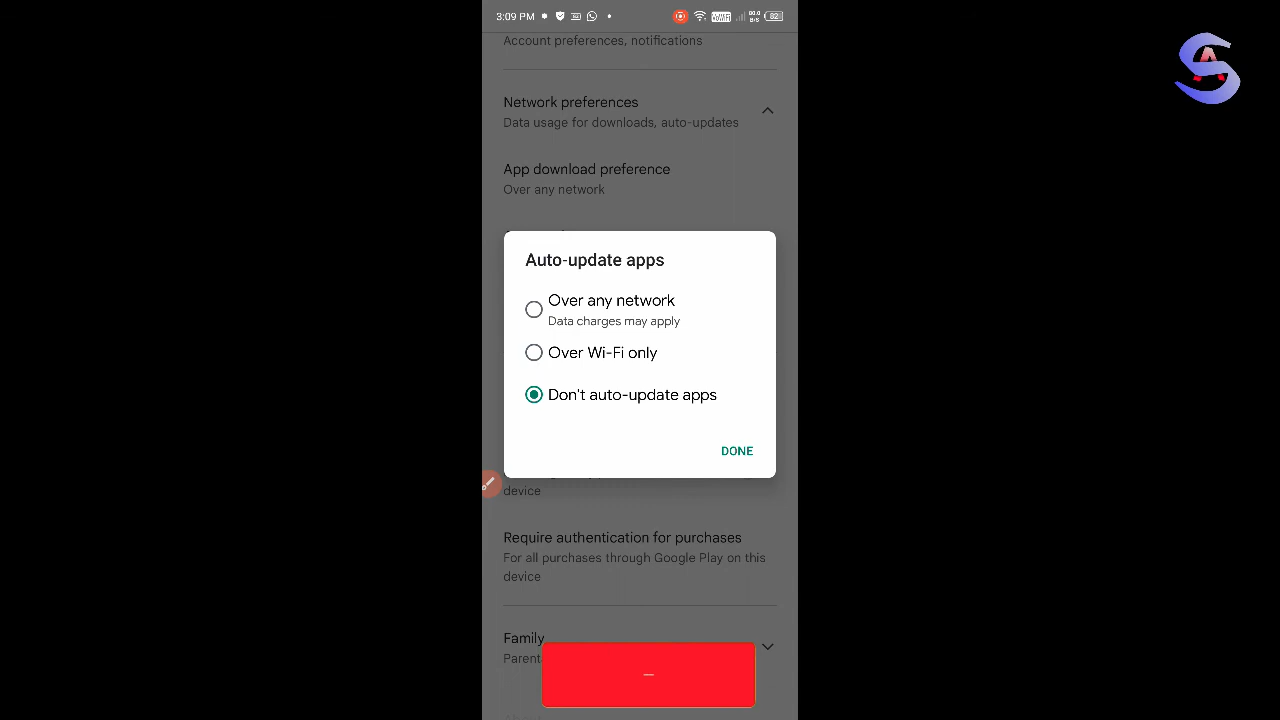 3:09 PM
82
Account preferences, notifications
Network preferences
Data usage for downloads, auto-updates
App download preference
Over any network
Auto-update apps
Over any network
Data charges may apply
Over Wi-Fi only
Don't auto-update apps
DONE
device
Require authentication for purchases
For all purchases through Google Play on this
device
Family
Parent